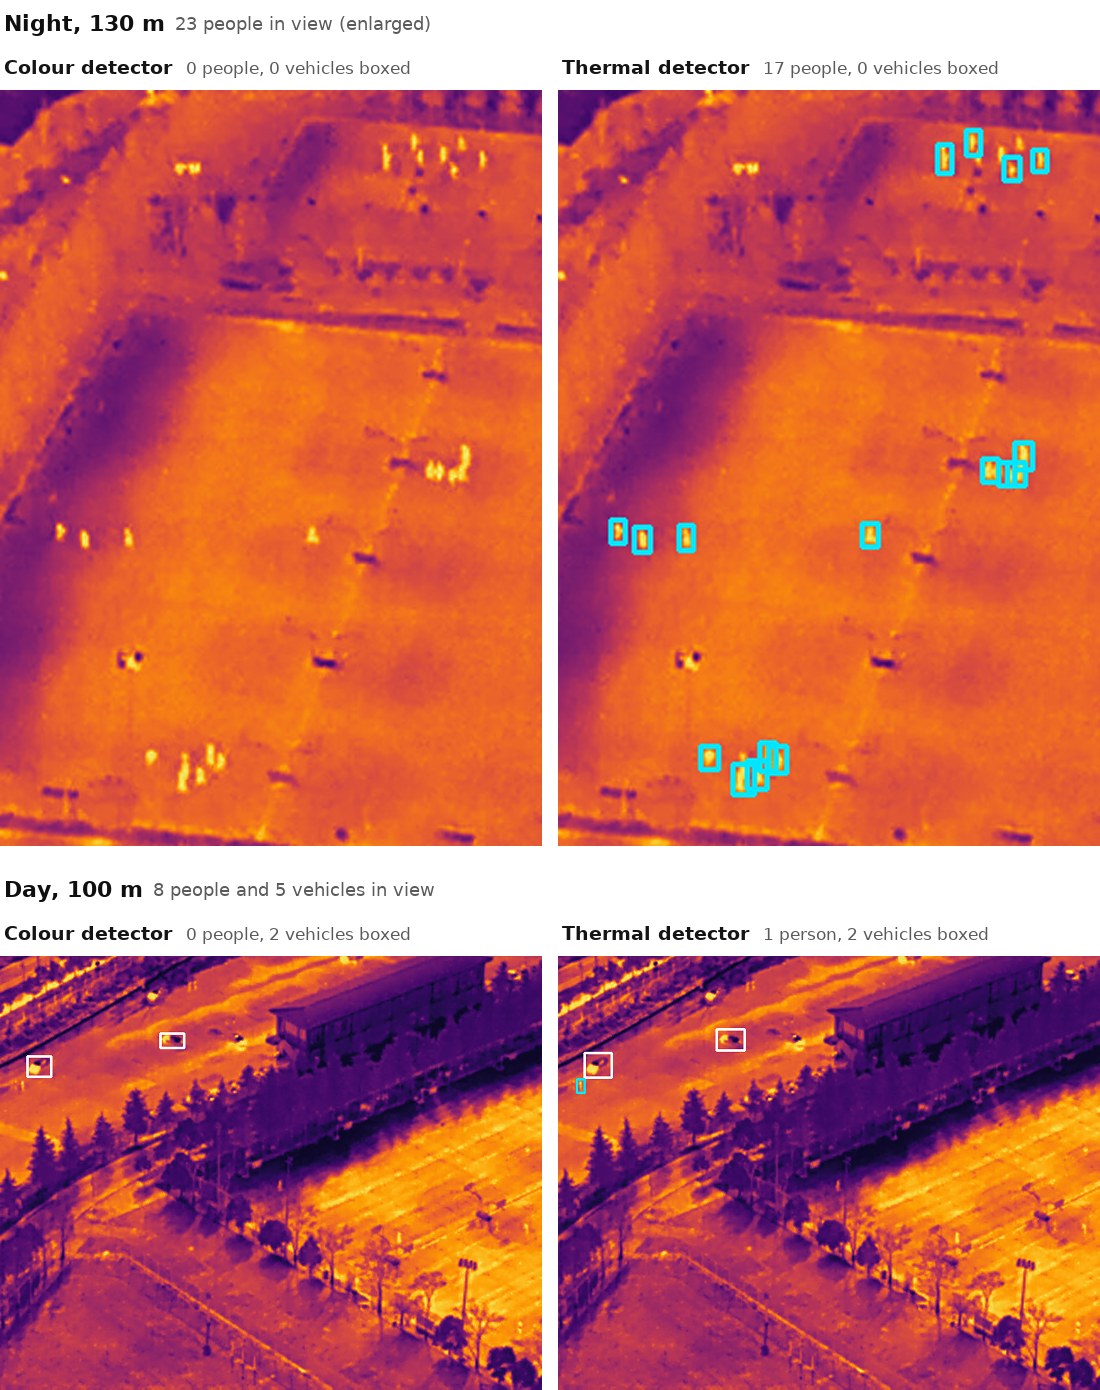 Night, 130 m 23 people in view (enlarged)
Colour detector 0 people, 0 vehicles boxed
Thermal detector 17 people, 0 vehicles boxed
Day, 100 m 8 people and 5 vehicles in view
Colour detector 0 people, 2 vehicles boxed
Thermal detector 1 person, 2 vehicles boxed